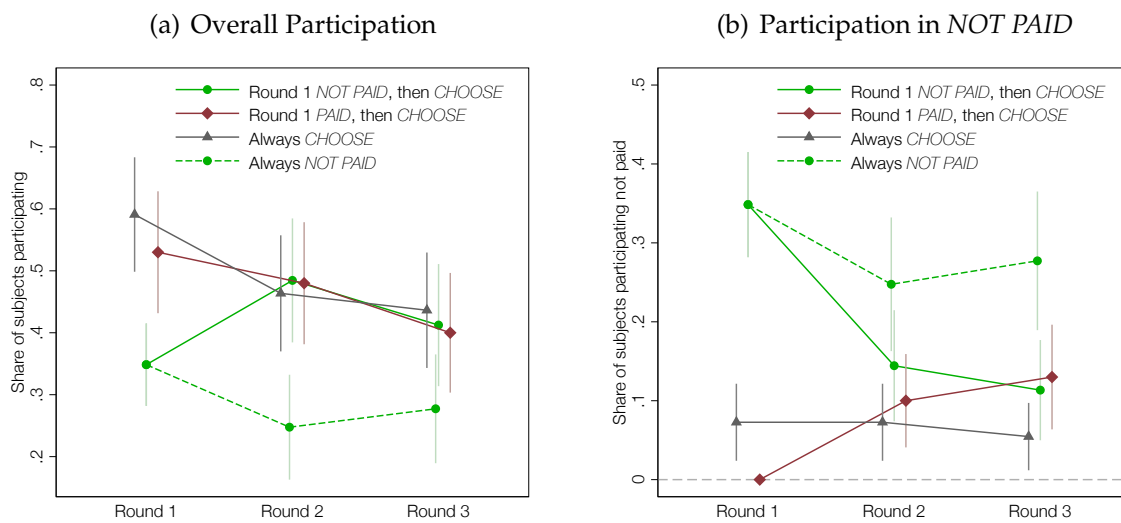 (a) Overall Participation
Share of subjects participating
.8
.7
.6
.5
.4
.3
.2
Round 1 NOT PAID, then CHOOSE
Round 1 PAID, then CHOOSE
Always CHOOSE
Always NOT PAID
Round 1
Round 2
Round 3
(b) Participation in NOT PAID
Share of subjects participating not paid
.5
.4
.3
.2
.1
0
Round 1 NOT PAID, then CHOOSE
Round 1 PAID, then CHOOSE
Always CHOOSE
Always NOT PAID
Round 1
Round 2
Round 3